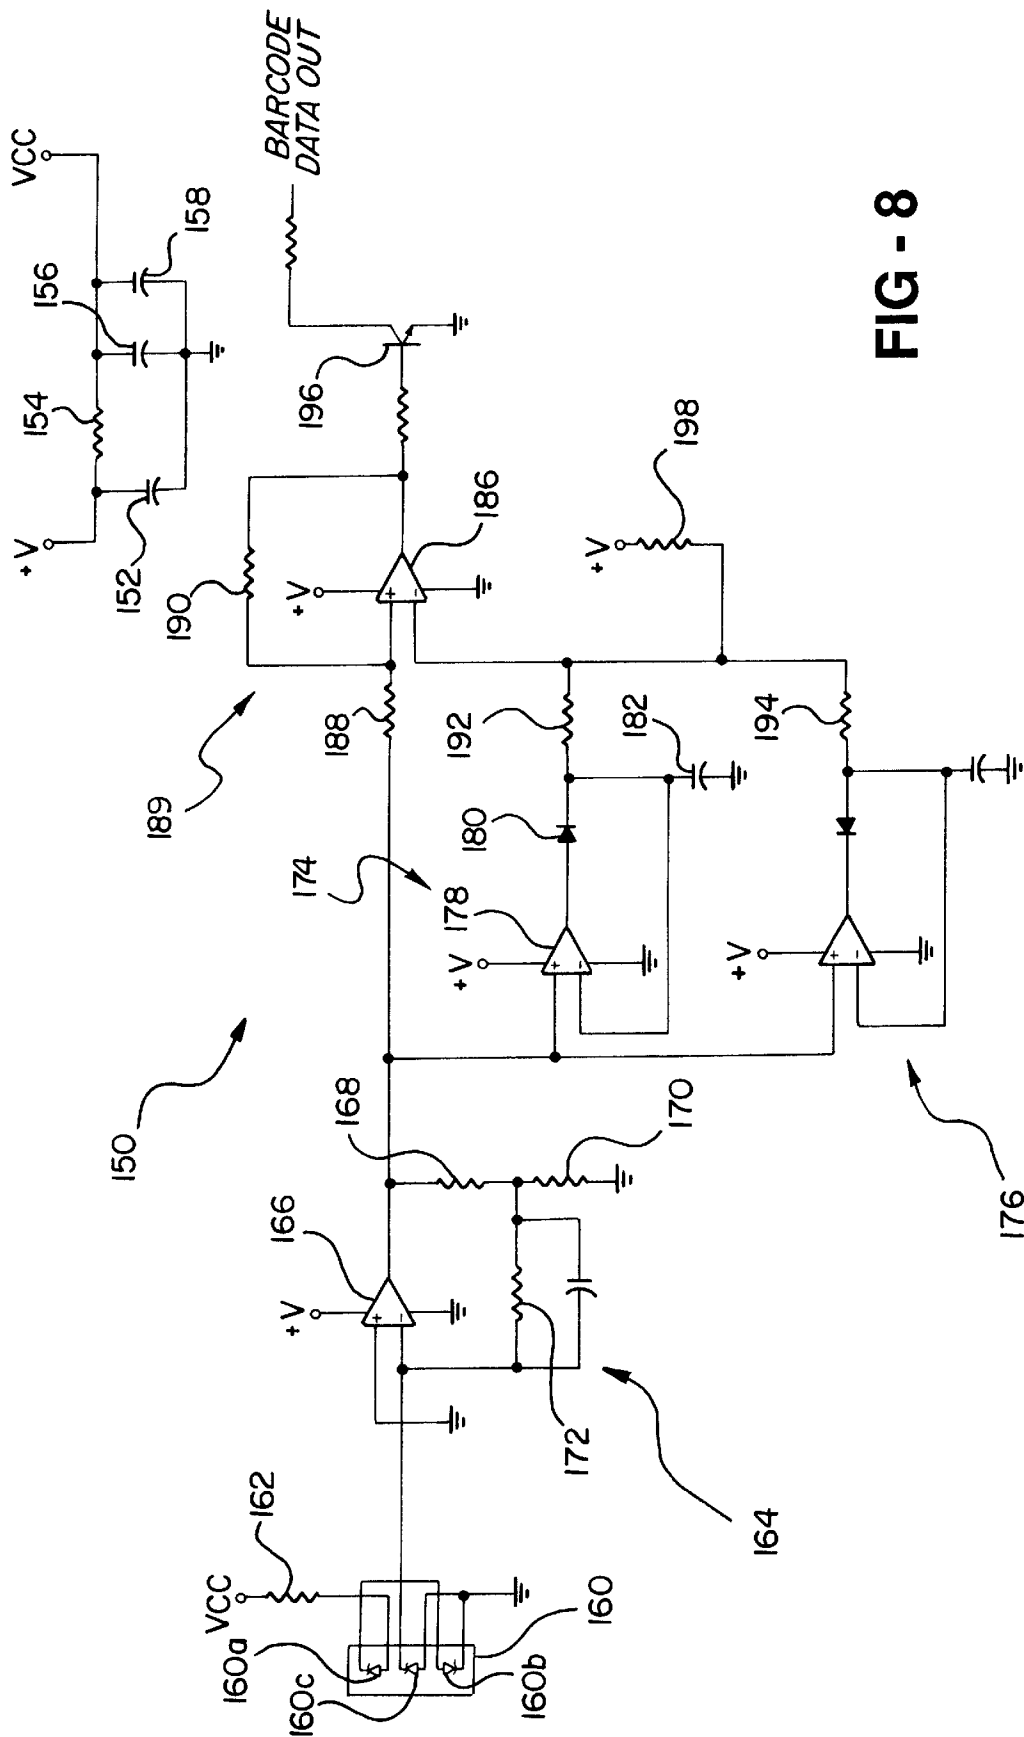 +V
VCC
154
156
158
152
BARCODE
DATA OUT
190
196
189
188
+V
+
−
186
174
178
180
192
182
+V
+
−
+V
198
194
150
166
168
170
+V
+
−
+V
+
−
176
VCC
162
172
164
160a
160c
160b
160
FIG - 8